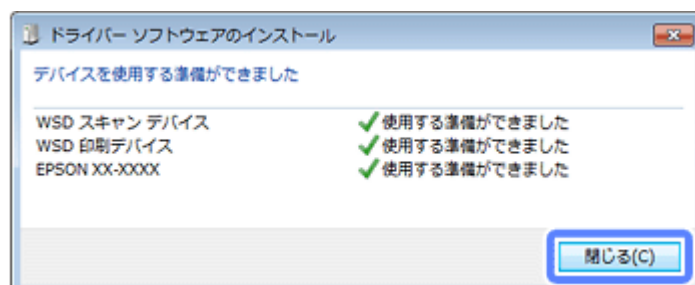 ドライバー ソフトウェアのインストール
デバイスを使用する準備ができました
WSD スキャン デバイス 使用する準備ができました
WSD 印刷デバイス 使用する準備ができました
EPSON XX-XXXX 使用する準備ができました
閉じる(C)